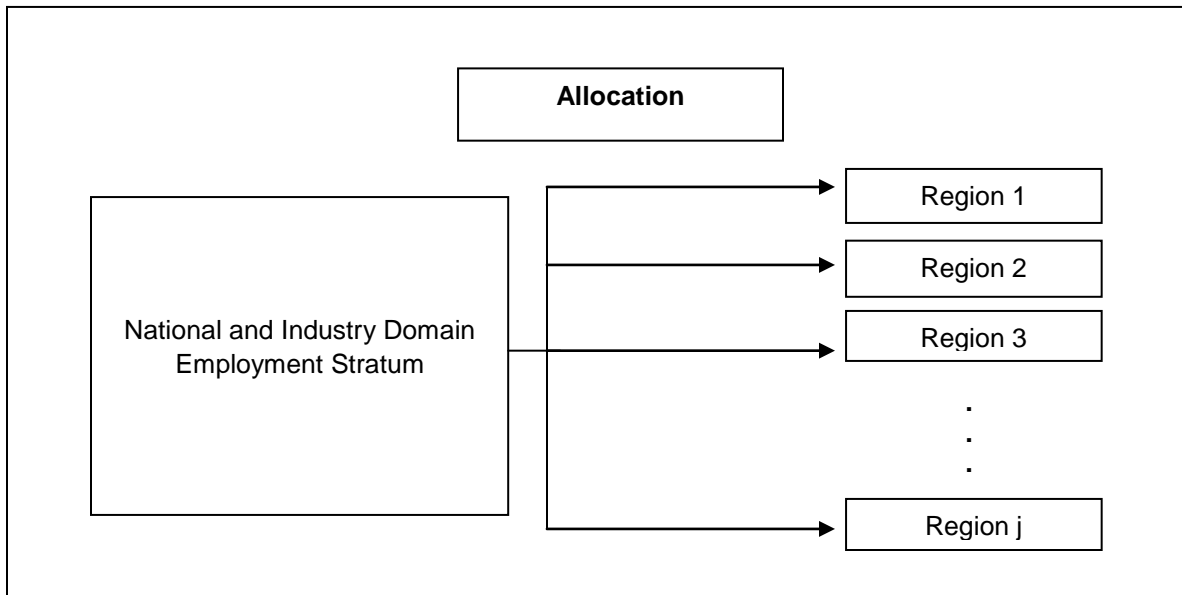 Allocation
Region 1
Region 2
National and Industry Domain
Employment Stratum
Region 3
.
.
.
Region j